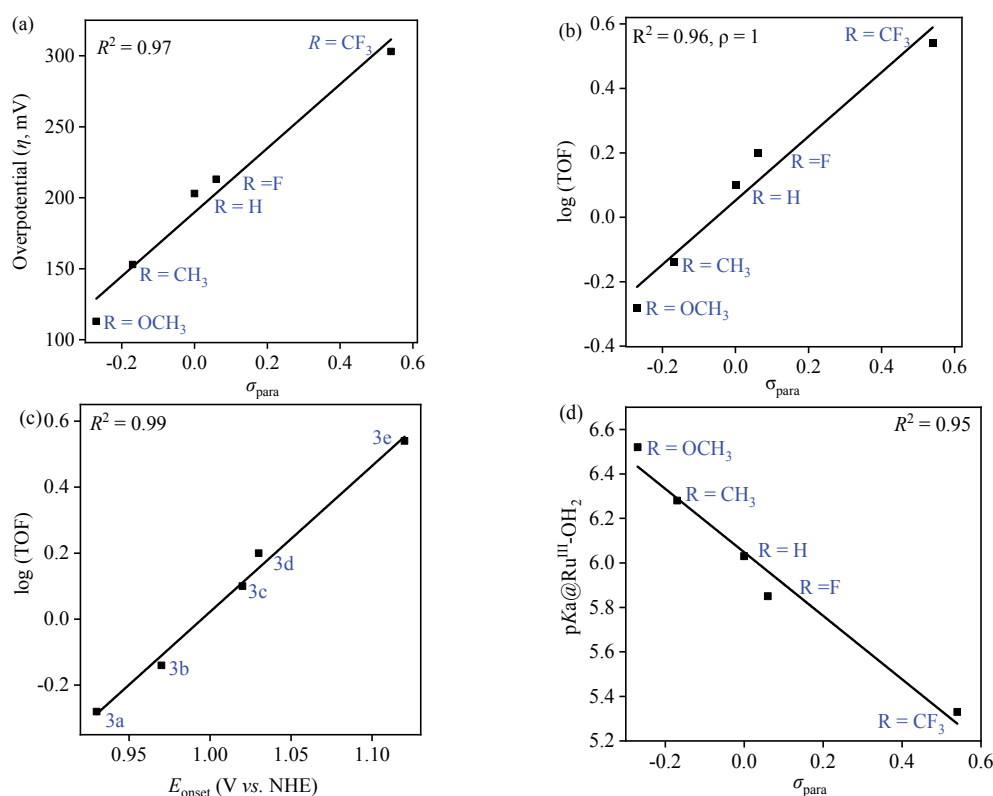 (a)
R² = 0.97
R = CF₃
R =F
R = H
R = CH₃
R = OCH₃
300
250
200
150
100
-0.2 0.0 0.2 0.4 0.6
Overpotential (η, mV)
σpara
(b)
R² = 0.96, ρ = 1
R = CF₃
R =F
R = H
R = CH₃
R = OCH₃
0.6
0.4
0.2
0.0
-0.2
-0.4
-0.2 0.0 0.2 0.4 0.6
log (TOF)
σpara
(c)
R² = 0.99
3e
3d
3c
3b
3a
0.6
0.4
0.2
0.0
-0.2
0.95 1.00 1.05 1.10
log (TOF)
Eonset (V vs. NHE)
(d)
R² = 0.95
R = OCH₃
R = CH₃
R = H
R =F
R = CF₃
6.6
6.4
6.2
6.0
5.8
5.6
5.4
5.2
-0.2 0.0 0.2 0.4 0.6
pKa@Ruᴵᴵᴵ-OH₂
σpara